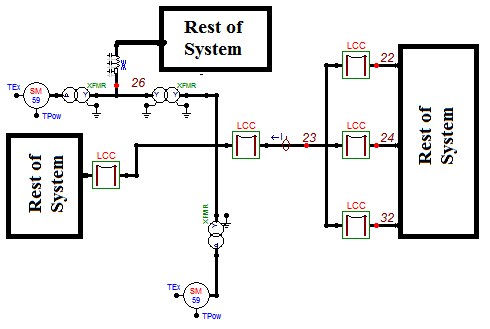 Rest of
System
LCC
22
26
TEx
SM
59
XFMR
XFMR
TPow
LCC
I
23
LCC
24
Rest of
System
Rest of
System
LCC
LCC
32
XFMR
TEx
SM
59
TPow